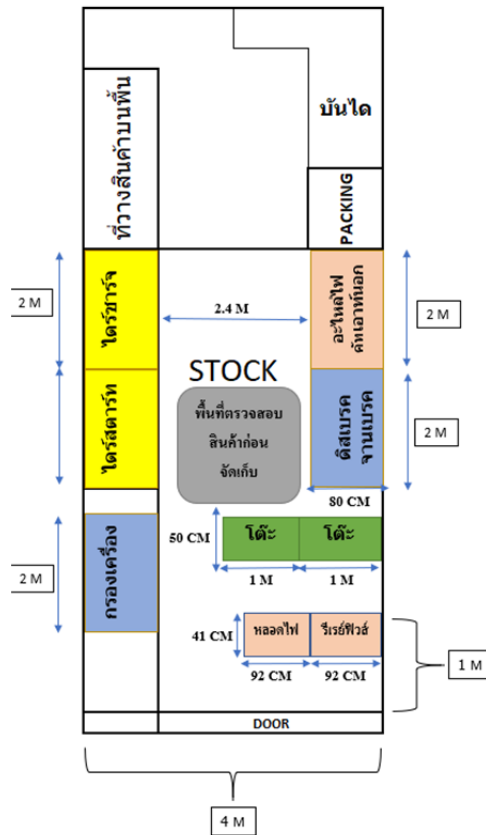 บันได
ที่วางสินค้าบนพื้น
PACKING
2 M
ไดร์ชาร์จ
2.4 M
อะไหล่ไฟ
คัทเอาท์นอก
2 M
STOCK
ไดร์สตาร์ท
พื้นที่ตรวจสอบ
สินค้าก่อน
จัดเก็บ
ดิสเบรค
จานเบรค
2 M
80 CM
50 CM
โต๊ะ
โต๊ะ
1 M
1 M
2 M
กรองเครื่อง
41 CM
หลอดไฟ
รีเรย์ฟิวส์
92 CM
92 CM
1 M
DOOR
4 M